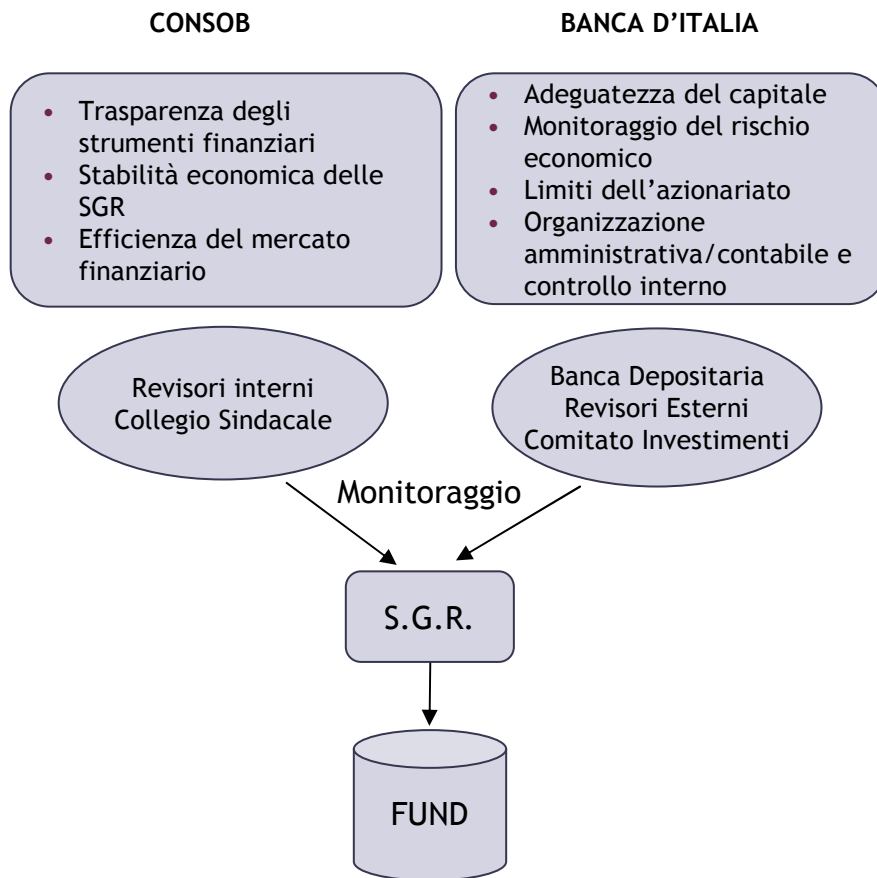 CONSOB
• Trasparenza degli
strumenti finanziari
• Stabilità economica delle
SGR
• Efficienza del mercato
finanziario
BANCA D’ITALIA
• Adeguatezza del capitale
• Monitoraggio del rischio
economico
• Limiti dell’azionariato
• Organizzazione
amministrativa/contabile e
controllo interno
Revisori interni
Collegio Sindacale
Banca Depositaria
Revisori Esterni
Comitato Investimenti
Monitoraggio
S.G.R.
FUND